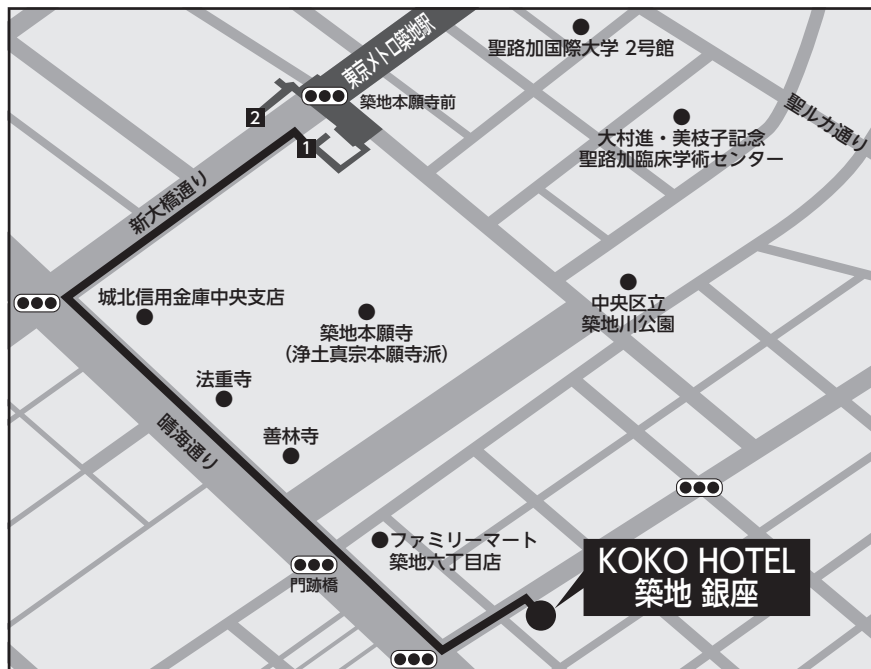 東京メトロ築地駅
聖路加国際大学 2号館
2
築地本願寺前
1
大村進・美枝子記念
聖路加臨床学術センター
聖ルカ通り
新大橋通り
城北信用金庫中央支店
築地本願寺
（浄土真宗本願寺派）
中央区立
築地川公園
法重寺
晴海通り
善林寺
ファミリーマート
築地六丁目店
門跡橋
KOKO HOTEL
築地 銀座